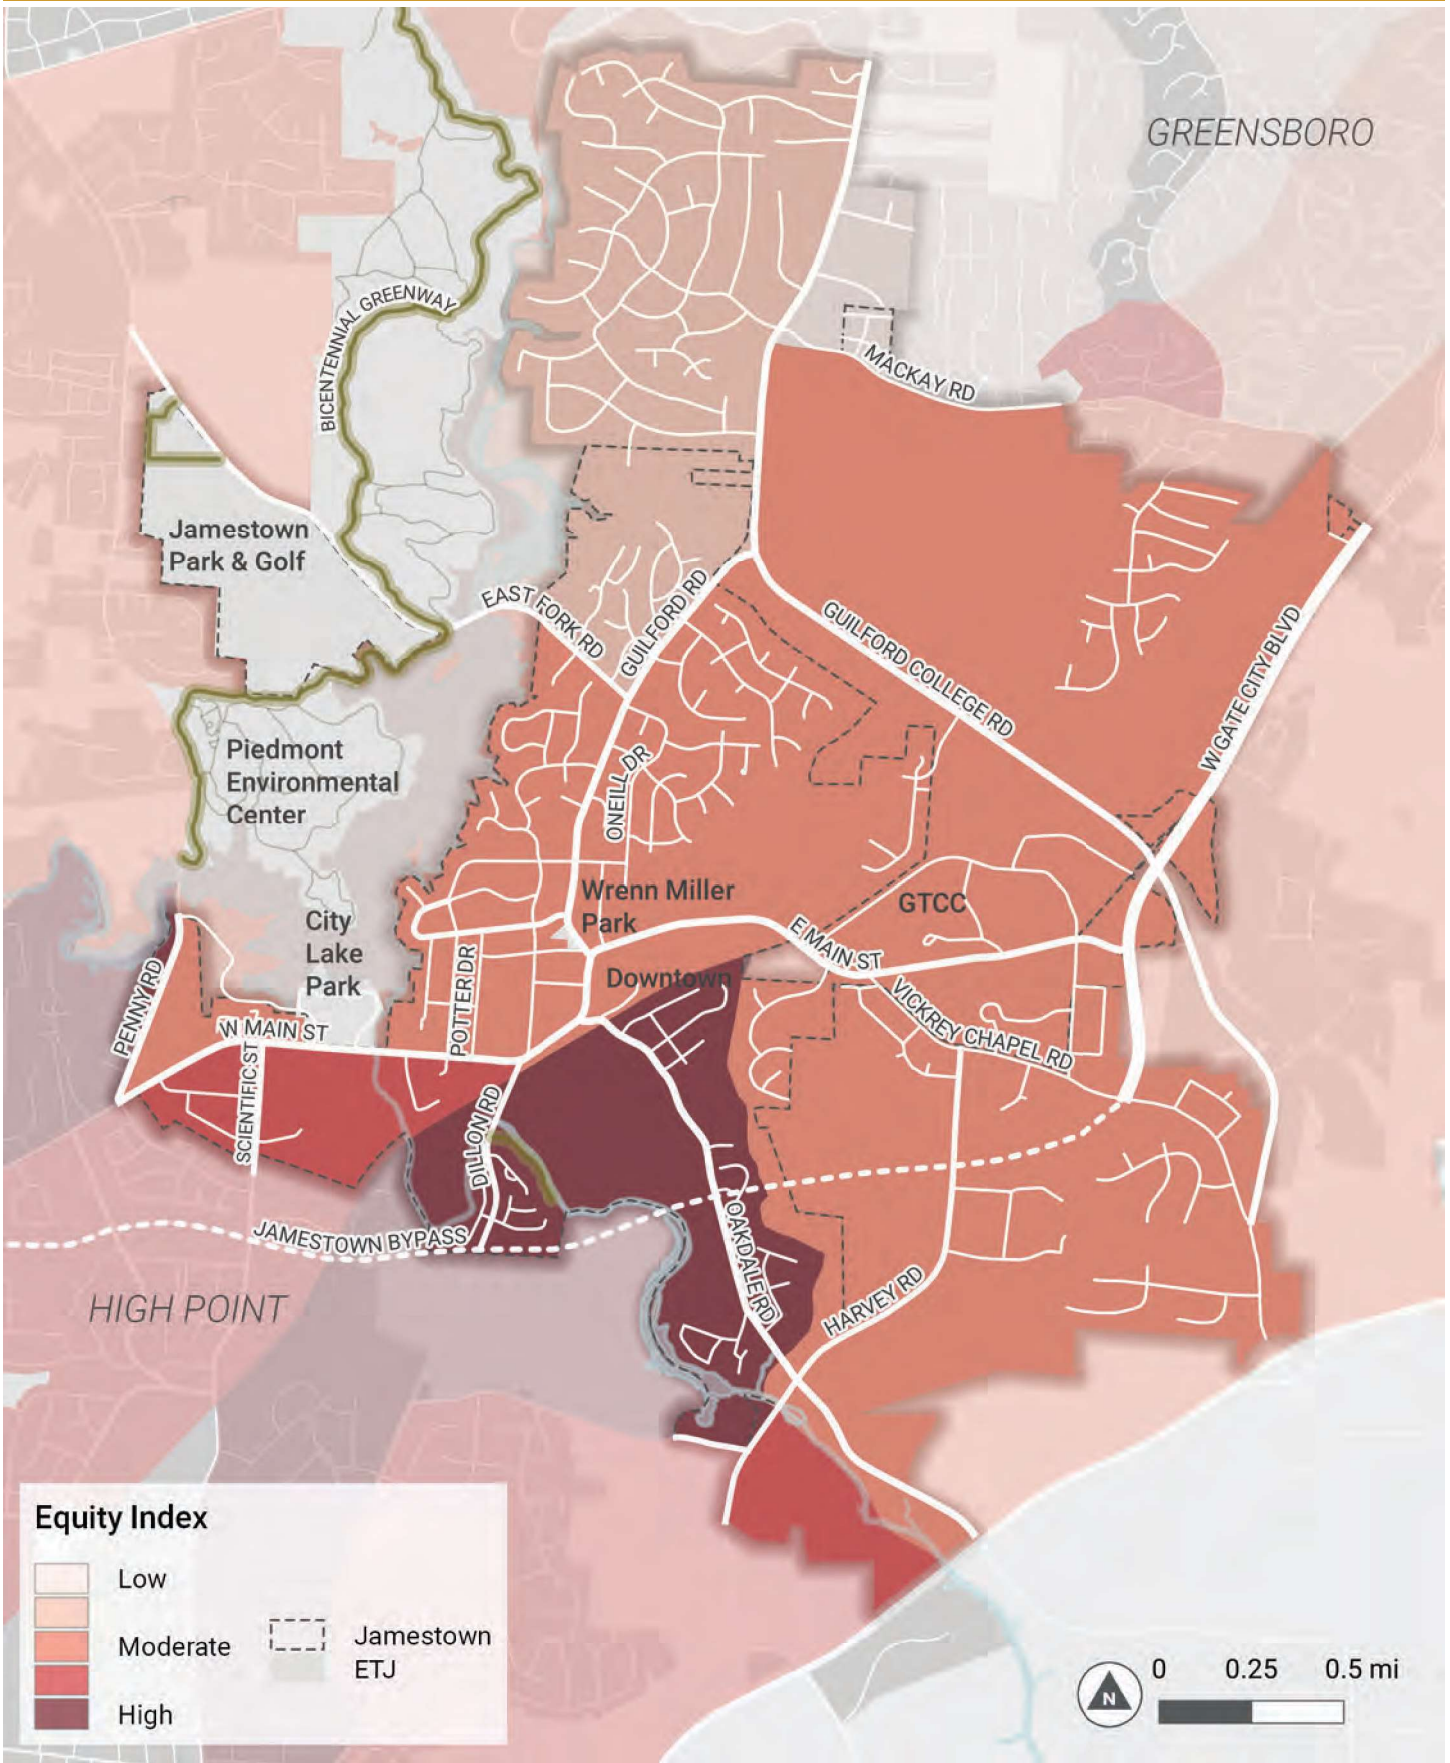 GREENSBORO
BICENTENNIAL GREENWAY
MACKAY RD
Jamestown
Park & Golf
EAST FORK RD
GUILFORD RD
GUILFORD COLLEGE RD
W GATE CITY BLVD
Piedmont
Environmental
Center
ONEILL DR
Wrenn Miller
Park
GTCC
City
Lake
Park
E MAIN ST
Downtown
PENNY RD
POTTER DR
VICKREY CHAPEL RD
W MAIN ST
SCIENTIFIC ST
DILLON RD
JAMESTOWN BYPASS
OAKDALE RD
HARVEY RD
HIGH POINT
Equity Index
Low
Moderate
High
Jamestown
ETJ
N
0 0.25 0.5 mi